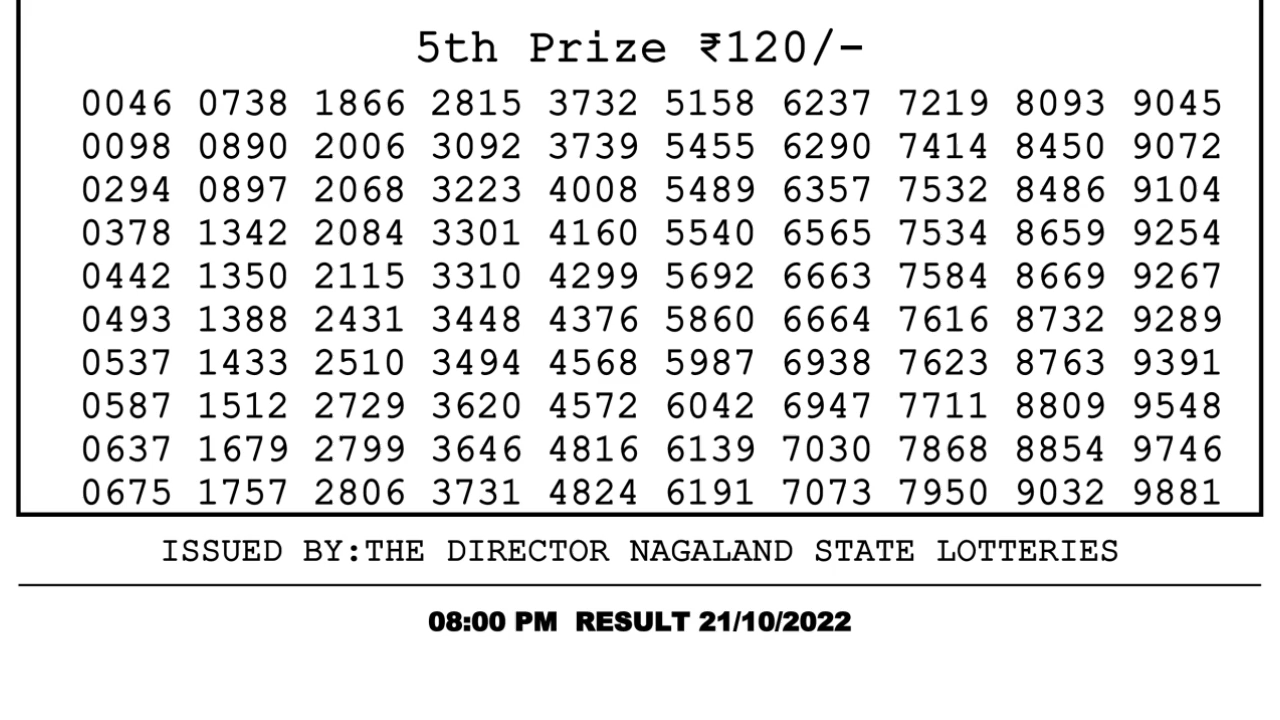 5th Prize ₹120/-
0046 0738 1866 2815 3732 5158 6237 7219 8093 9045
0098 0890 2006 3092 3739 5455 6290 7414 8450 9072
0294 0897 2068 3223 4008 5489 6357 7532 8486 9104
0378 1342 2084 3301 4160 5540 6565 7534 8659 9254
0442 1350 2115 3310 4299 5692 6663 7584 8669 9267
0493 1388 2431 3448 4376 5860 6664 7616 8732 9289
0537 1433 2510 3494 4568 5987 6938 7623 8763 9391
0587 1512 2729 3620 4572 6042 6947 7711 8809 9548
0637 1679 2799 3646 4816 6139 7030 7868 8854 9746
0675 1757 2806 3731 4824 6191 7073 7950 9032 9881
ISSUED BY:THE DIRECTOR NAGALAND STATE LOTTERIES
08:00 PM RESULT 21/10/2022